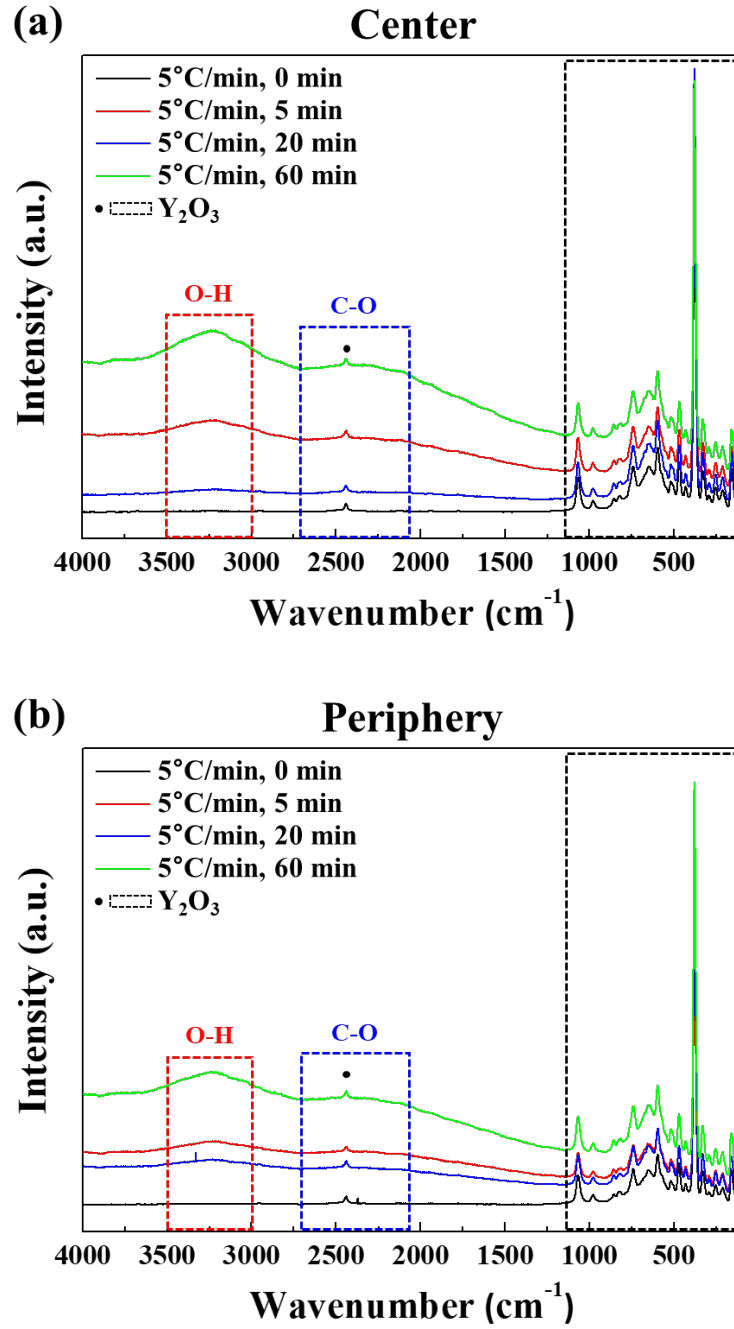 (a)
Center
5°C/min, 0 min
5°C/min, 5 min
5°C/min, 20 min
5°C/min, 60 min
Y₂O₃
O-H
C-O
Intensity (a.u.)
4000 3500 3000 2500 2000 1500 1000 500
Wavenumber (cm⁻¹)
(b)
Periphery
5°C/min, 0 min
5°C/min, 5 min
5°C/min, 20 min
5°C/min, 60 min
Y₂O₃
O-H
C-O
Intensity (a.u.)
4000 3500 3000 2500 2000 1500 1000 500
Wavenumber (cm⁻¹)